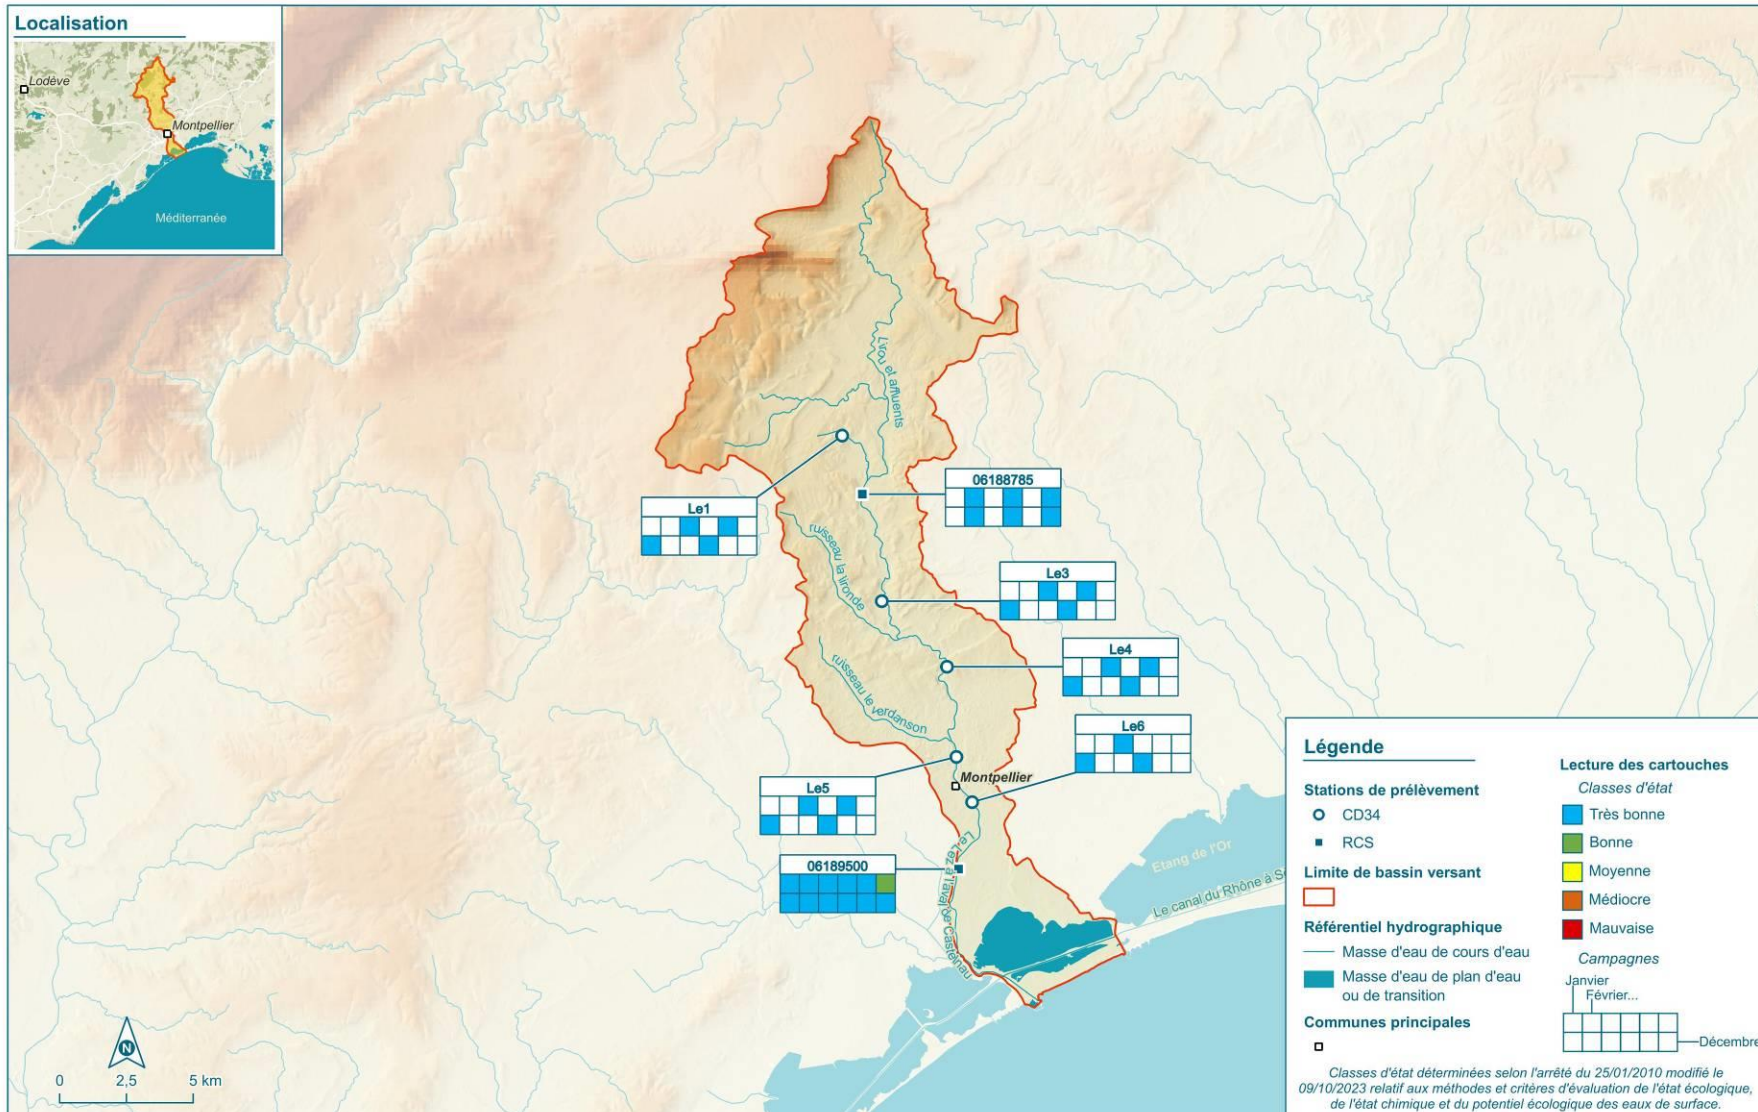 Localisation
Lodève
Montpellier
Méditerranée
L'irou et affluents
06188785
Le1
ruisseau la lironde
Le3
Le4
ruisseau le verdanson
Le6
Montpellier
Le5
06189500
Le Lez à l'aval de Castelnau
Etang de l'Or
Le canal du Rhône à Sè
0 2,5 5 km
N
Légende
Stations de prélèvement
CD34
RCS
Limite de bassin versant
Référentiel hydrographique
Masse d'eau de cours d'eau
Masse d'eau de plan d'eau
ou de transition
Communes principales
Lecture des cartouches
Classes d'état
Très bonne
Bonne
Moyenne
Médiocre
Mauvaise
Campagnes
Janvier
Février...
Décembre
Classes d'état déterminées selon l'arrêté du 25/01/2010 modifié le
09/10/2023 relatif aux méthodes et critères d'évaluation de l'état écologique,
de l'état chimique et du potentiel écologique des eaux de surface.